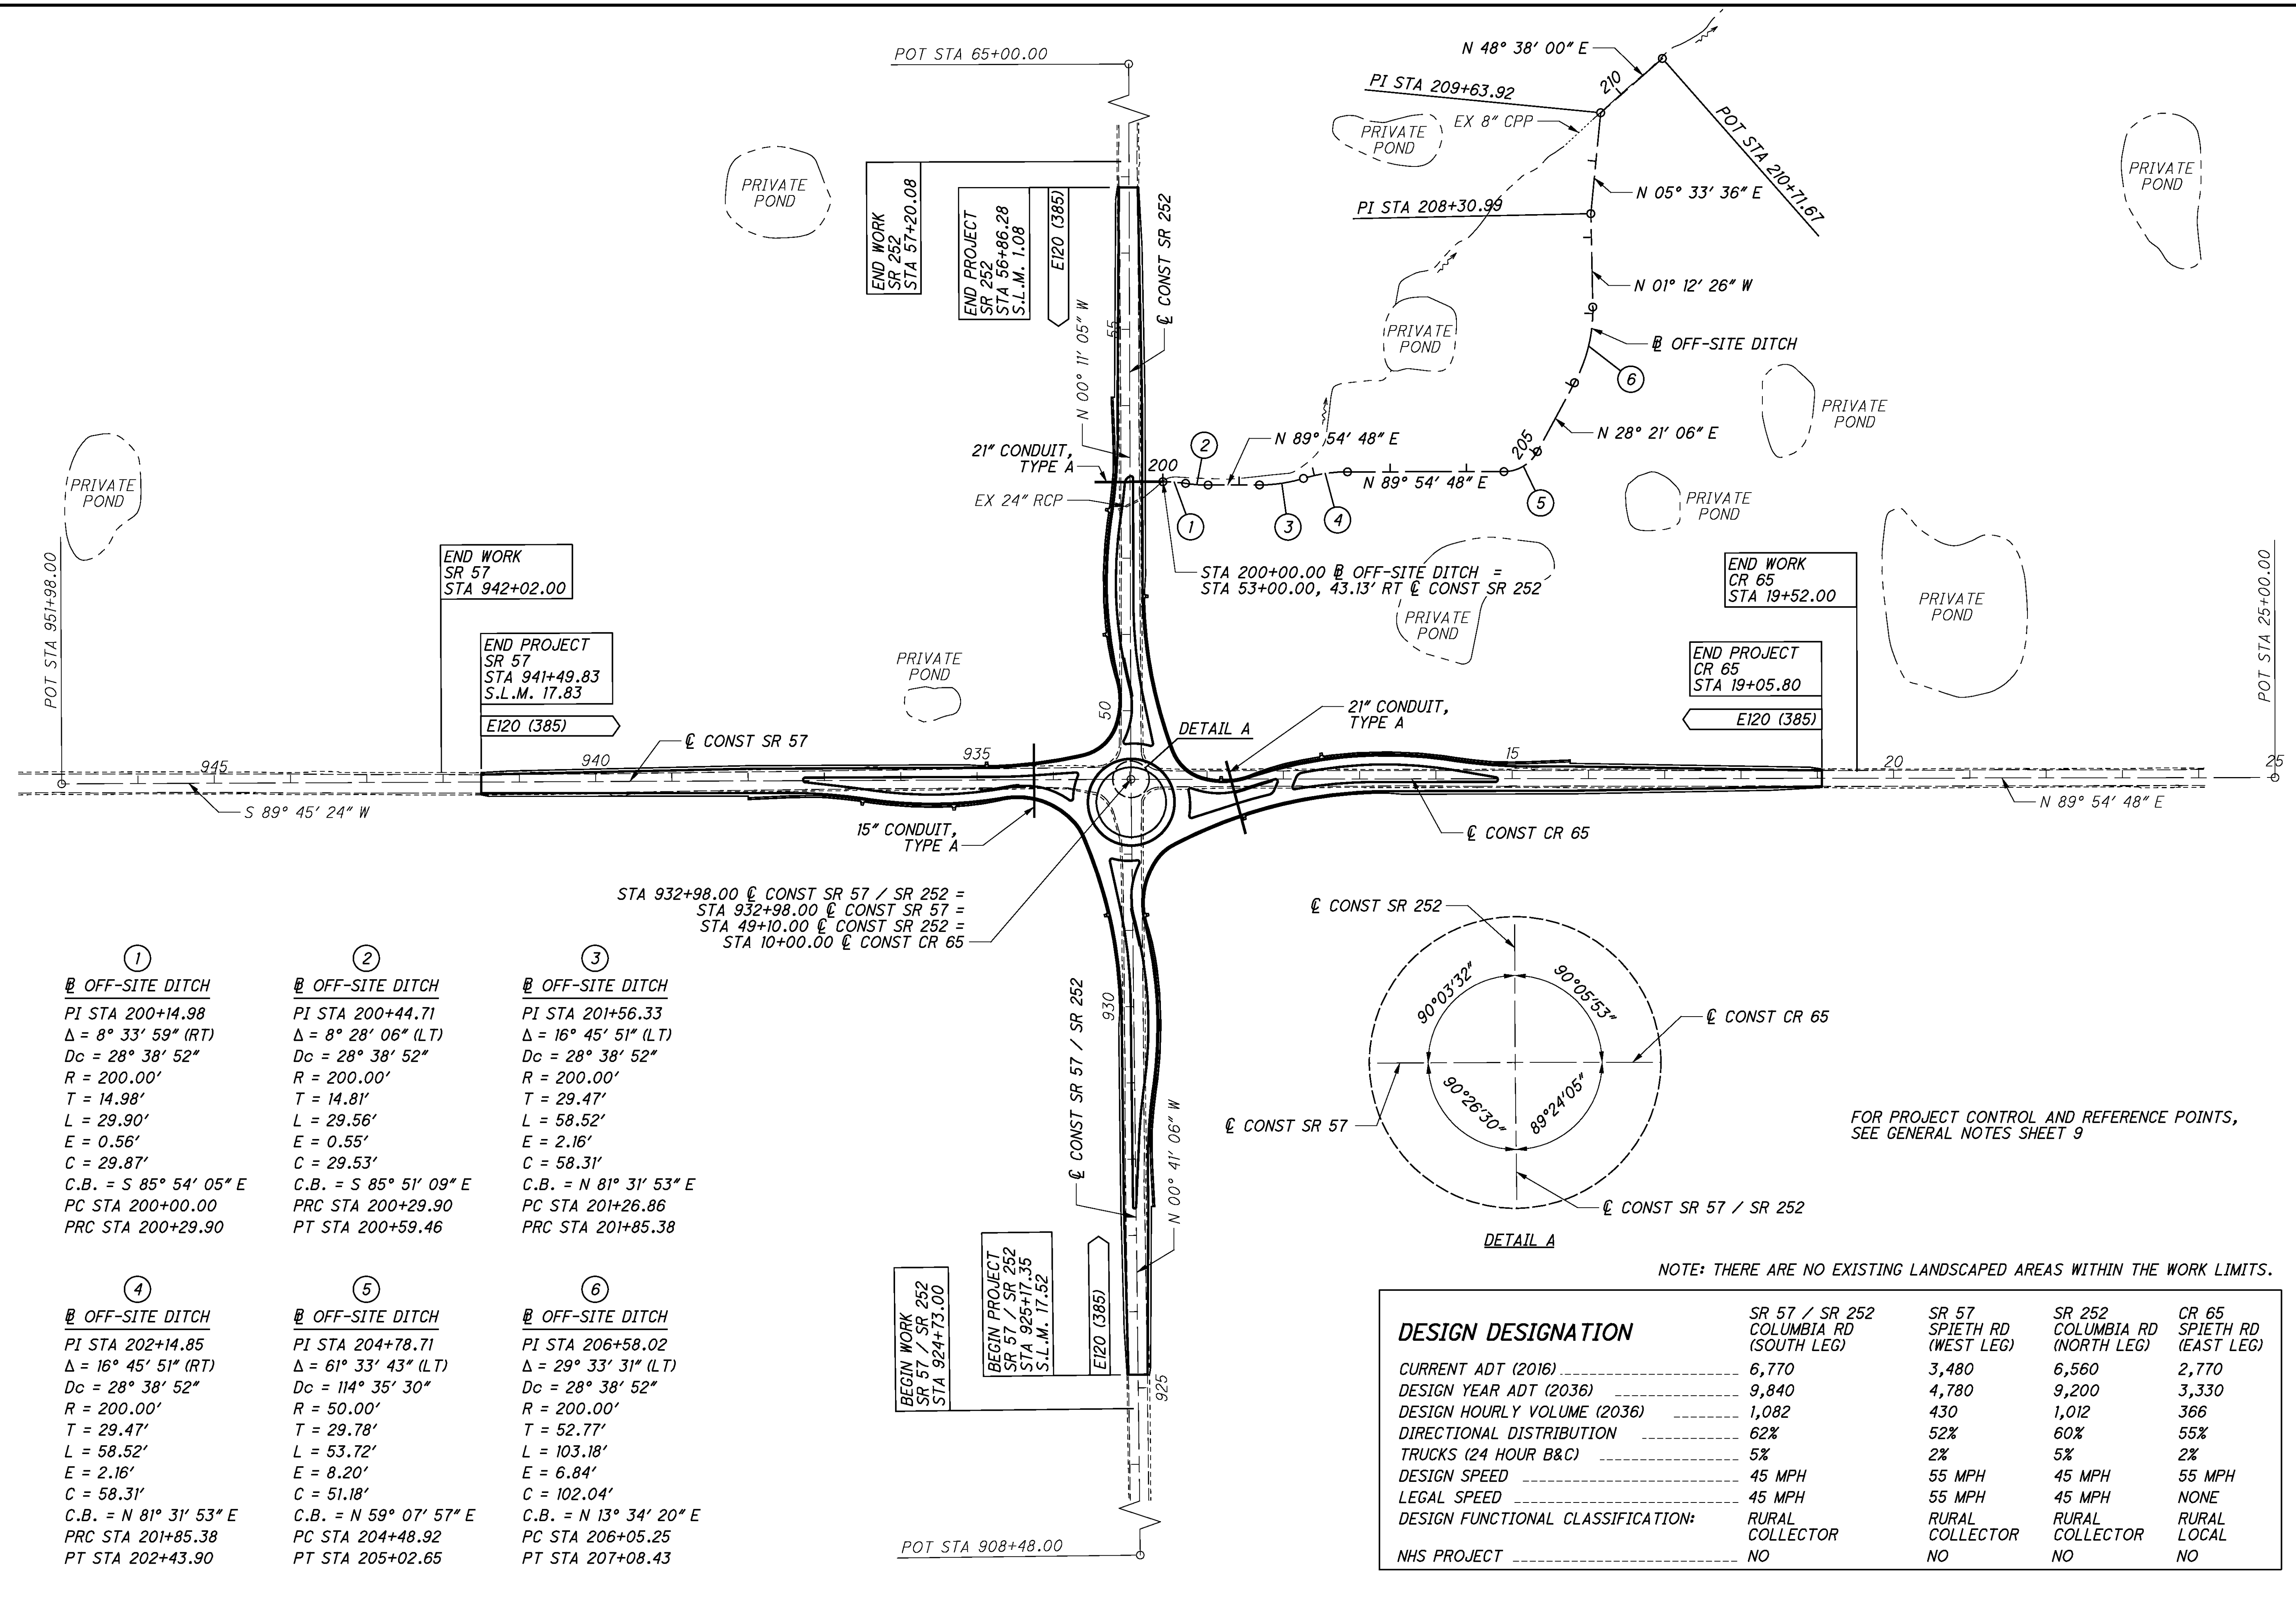 POT STA 65+00.00
N 48° 38' 00" E
PI STA 209+63.92
210
EX 8" CPP
POT STA 210+71.67
PRIVATE
POND
PRIVATE
POND
PRIVATE
POND
N 05° 33' 36" E
PI STA 208+30.99
END WORK
SR 252
STA 57+20.08
END PROJECT
SR 252
STA 56+86.28
S.L.M. 1.08
E120 (385)
℄ CONST SR 252
N 00° 11' 05" W
55
N 01° 12' 26" W
PRIVATE
POND
BL OFF-SITE DITCH
6
PRIVATE
POND
N 28° 21' 06" E
205
21" CONDUIT,
TYPE A
200
2
N 89° 54' 48" E
N 89° 54' 48" E
EX 24" RCP
1
3
4
5
PRIVATE
POND
PRIVATE
POND
STA 200+00.00 BL OFF-SITE DITCH =
STA 53+00.00, 43.13' RT ℄ CONST SR 252
PRIVATE
POND
PRIVATE
POND
PRIVATE
POND
POT STA 951+98.00
END WORK
SR 57
STA 942+02.00
END PROJECT
SR 57
STA 941+49.83
S.L.M. 17.83
E120 (385)
END WORK
CR 65
STA 19+52.00
END PROJECT
CR 65
STA 19+05.80
E120 (385)
POT STA 25+00.00
50
DETAIL A
21" CONDUIT,
TYPE A
℄ CONST SR 57
945
940
935
15
20
25
S 89° 45' 24" W
N 89° 54' 48" E
15" CONDUIT,
TYPE A
℄ CONST CR 65
STA 932+98.00 ℄ CONST SR 57 / SR 252 =
STA 932+98.00 ℄ CONST SR 57 =
STA 49+10.00 ℄ CONST SR 252 =
STA 10+00.00 ℄ CONST CR 65
930
℄ CONST SR 57 / SR 252
N 00° 41' 06" W
BEGIN WORK
SR 57 / SR 252
STA 924+73.00
BEGIN PROJECT
SR 57 / SR 252
STA 925+17.35
S.L.M. 17.52
E120 (385)
925
POT STA 908+48.00
℄ CONST SR 252
90°03'32"
90°05'53"
℄ CONST CR 65
90°26'30"
89°24'05"
℄ CONST SR 57
℄ CONST SR 57 / SR 252
DETAIL A
FOR PROJECT CONTROL AND REFERENCE POINTS,
SEE GENERAL NOTES SHEET 9
1
BL OFF-SITE DITCH
PI STA 200+14.98
Δ = 8° 33' 59" (RT)
Dc = 28° 38' 52"
R = 200.00'
T = 14.98'
L = 29.90'
E = 0.56'
C = 29.87'
C.B. = S 85° 54' 05" E
PC STA 200+00.00
PRC STA 200+29.90
2
BL OFF-SITE DITCH
PI STA 200+44.71
Δ = 8° 28' 06" (LT)
Dc = 28° 38' 52"
R = 200.00'
T = 14.81'
L = 29.56'
E = 0.55'
C = 29.53'
C.B. = S 85° 51' 09" E
PRC STA 200+29.90
PT STA 200+59.46
3
BL OFF-SITE DITCH
PI STA 201+56.33
Δ = 16° 45' 51" (LT)
Dc = 28° 38' 52"
R = 200.00'
T = 29.47'
L = 58.52'
E = 2.16'
C = 58.31'
C.B. = N 81° 31' 53" E
PC STA 201+26.86
PRC STA 201+85.38
4
BL OFF-SITE DITCH
PI STA 202+14.85
Δ = 16° 45' 51" (RT)
Dc = 28° 38' 52"
R = 200.00'
T = 29.47'
L = 58.52'
E = 2.16'
C = 58.31'
C.B. = N 81° 31' 53" E
PRC STA 201+85.38
PT STA 202+43.90
5
BL OFF-SITE DITCH
PI STA 204+78.71
Δ = 61° 33' 43" (LT)
Dc = 114° 35' 30"
R = 50.00'
T = 29.78'
L = 53.72'
E = 8.20'
C = 51.18'
C.B. = N 59° 07' 57" E
PC STA 204+48.92
PT STA 205+02.65
6
BL OFF-SITE DITCH
PI STA 206+58.02
Δ = 29° 33' 31" (LT)
Dc = 28° 38' 52"
R = 200.00'
T = 52.77'
L = 103.18'
E = 6.84'
C = 102.04'
C.B. = N 13° 34' 20" E
PC STA 206+05.25
PT STA 207+08.43
NOTE: THERE ARE NO EXISTING LANDSCAPED AREAS WITHIN THE WORK LIMITS.
DESIGN DESIGNATION
SR 57 / SR 252 COLUMBIA RD (SOUTH LEG)
SR 57 SPIETH RD (WEST LEG)
SR 252 COLUMBIA RD (NORTH LEG)
CR 65 SPIETH RD (EAST LEG)
CURRENT ADT (2016) 6,770 3,480 6,560 2,770
DESIGN YEAR ADT (2036) 9,840 4,780 9,200 3,330
DESIGN HOURLY VOLUME (2036) 1,082 430 1,012 366
DIRECTIONAL DISTRIBUTION 62% 52% 60% 55%
TRUCKS (24 HOUR B&C) 5% 2% 5% 2%
DESIGN SPEED 45 MPH 55 MPH 45 MPH 55 MPH
LEGAL SPEED 45 MPH 55 MPH 45 MPH NONE
DESIGN FUNCTIONAL CLASSIFICATION: RURAL RURAL RURAL RURAL
COLLECTOR COLLECTOR COLLECTOR LOCAL
NHS PROJECT NO NO NO NO